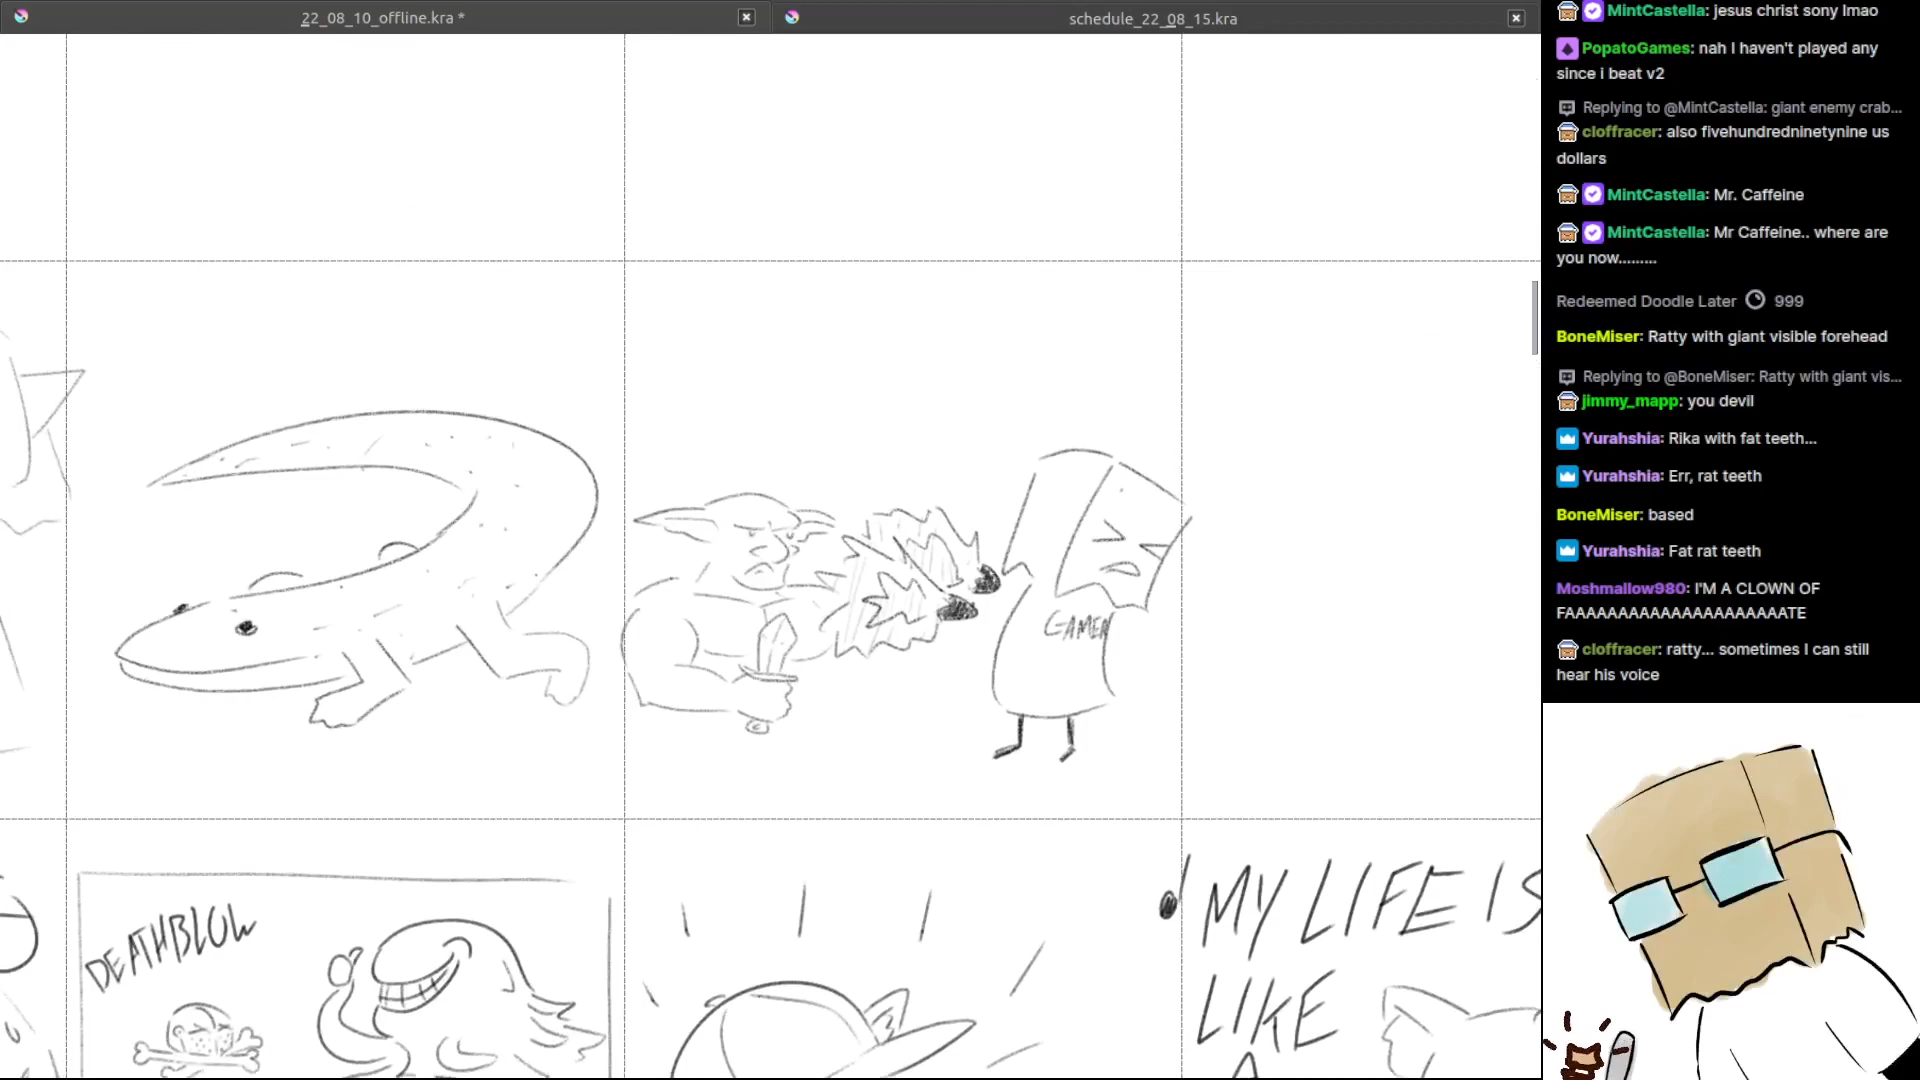 22_08_10_offline.kra *
schedule_22_08_15.kra
MintCastella: jesus christ sony lmao
PopatoGames: nah I haven't played any
since i beat v2
Replying to @MintCastella: giant enemy crab...
cloffracer: also fivehundredninetynine us
dollars
MintCastella: Mr. Caffeine
MintCastella: Mr Caffeine.. where are
you now.........
Redeemed Doodle Later 999
BoneMiser: Ratty with giant visible forehead
Replying to @BoneMiser: Ratty with giant vis...
jimmy_mapp: you devil
Yurahshia: Rika with fat teeth...
Yurahshia: Err, rat teeth
BoneMiser: based
Yurahshia: Fat rat teeth
Moshmallow980: I'M A CLOWN OF
FAAAAAAAAAAAAAAAAAAAATE
cloffracer: ratty... sometimes I can still
hear his voice
GAMER
DEATHBLOW
MY LIFE IS
LIKE
A